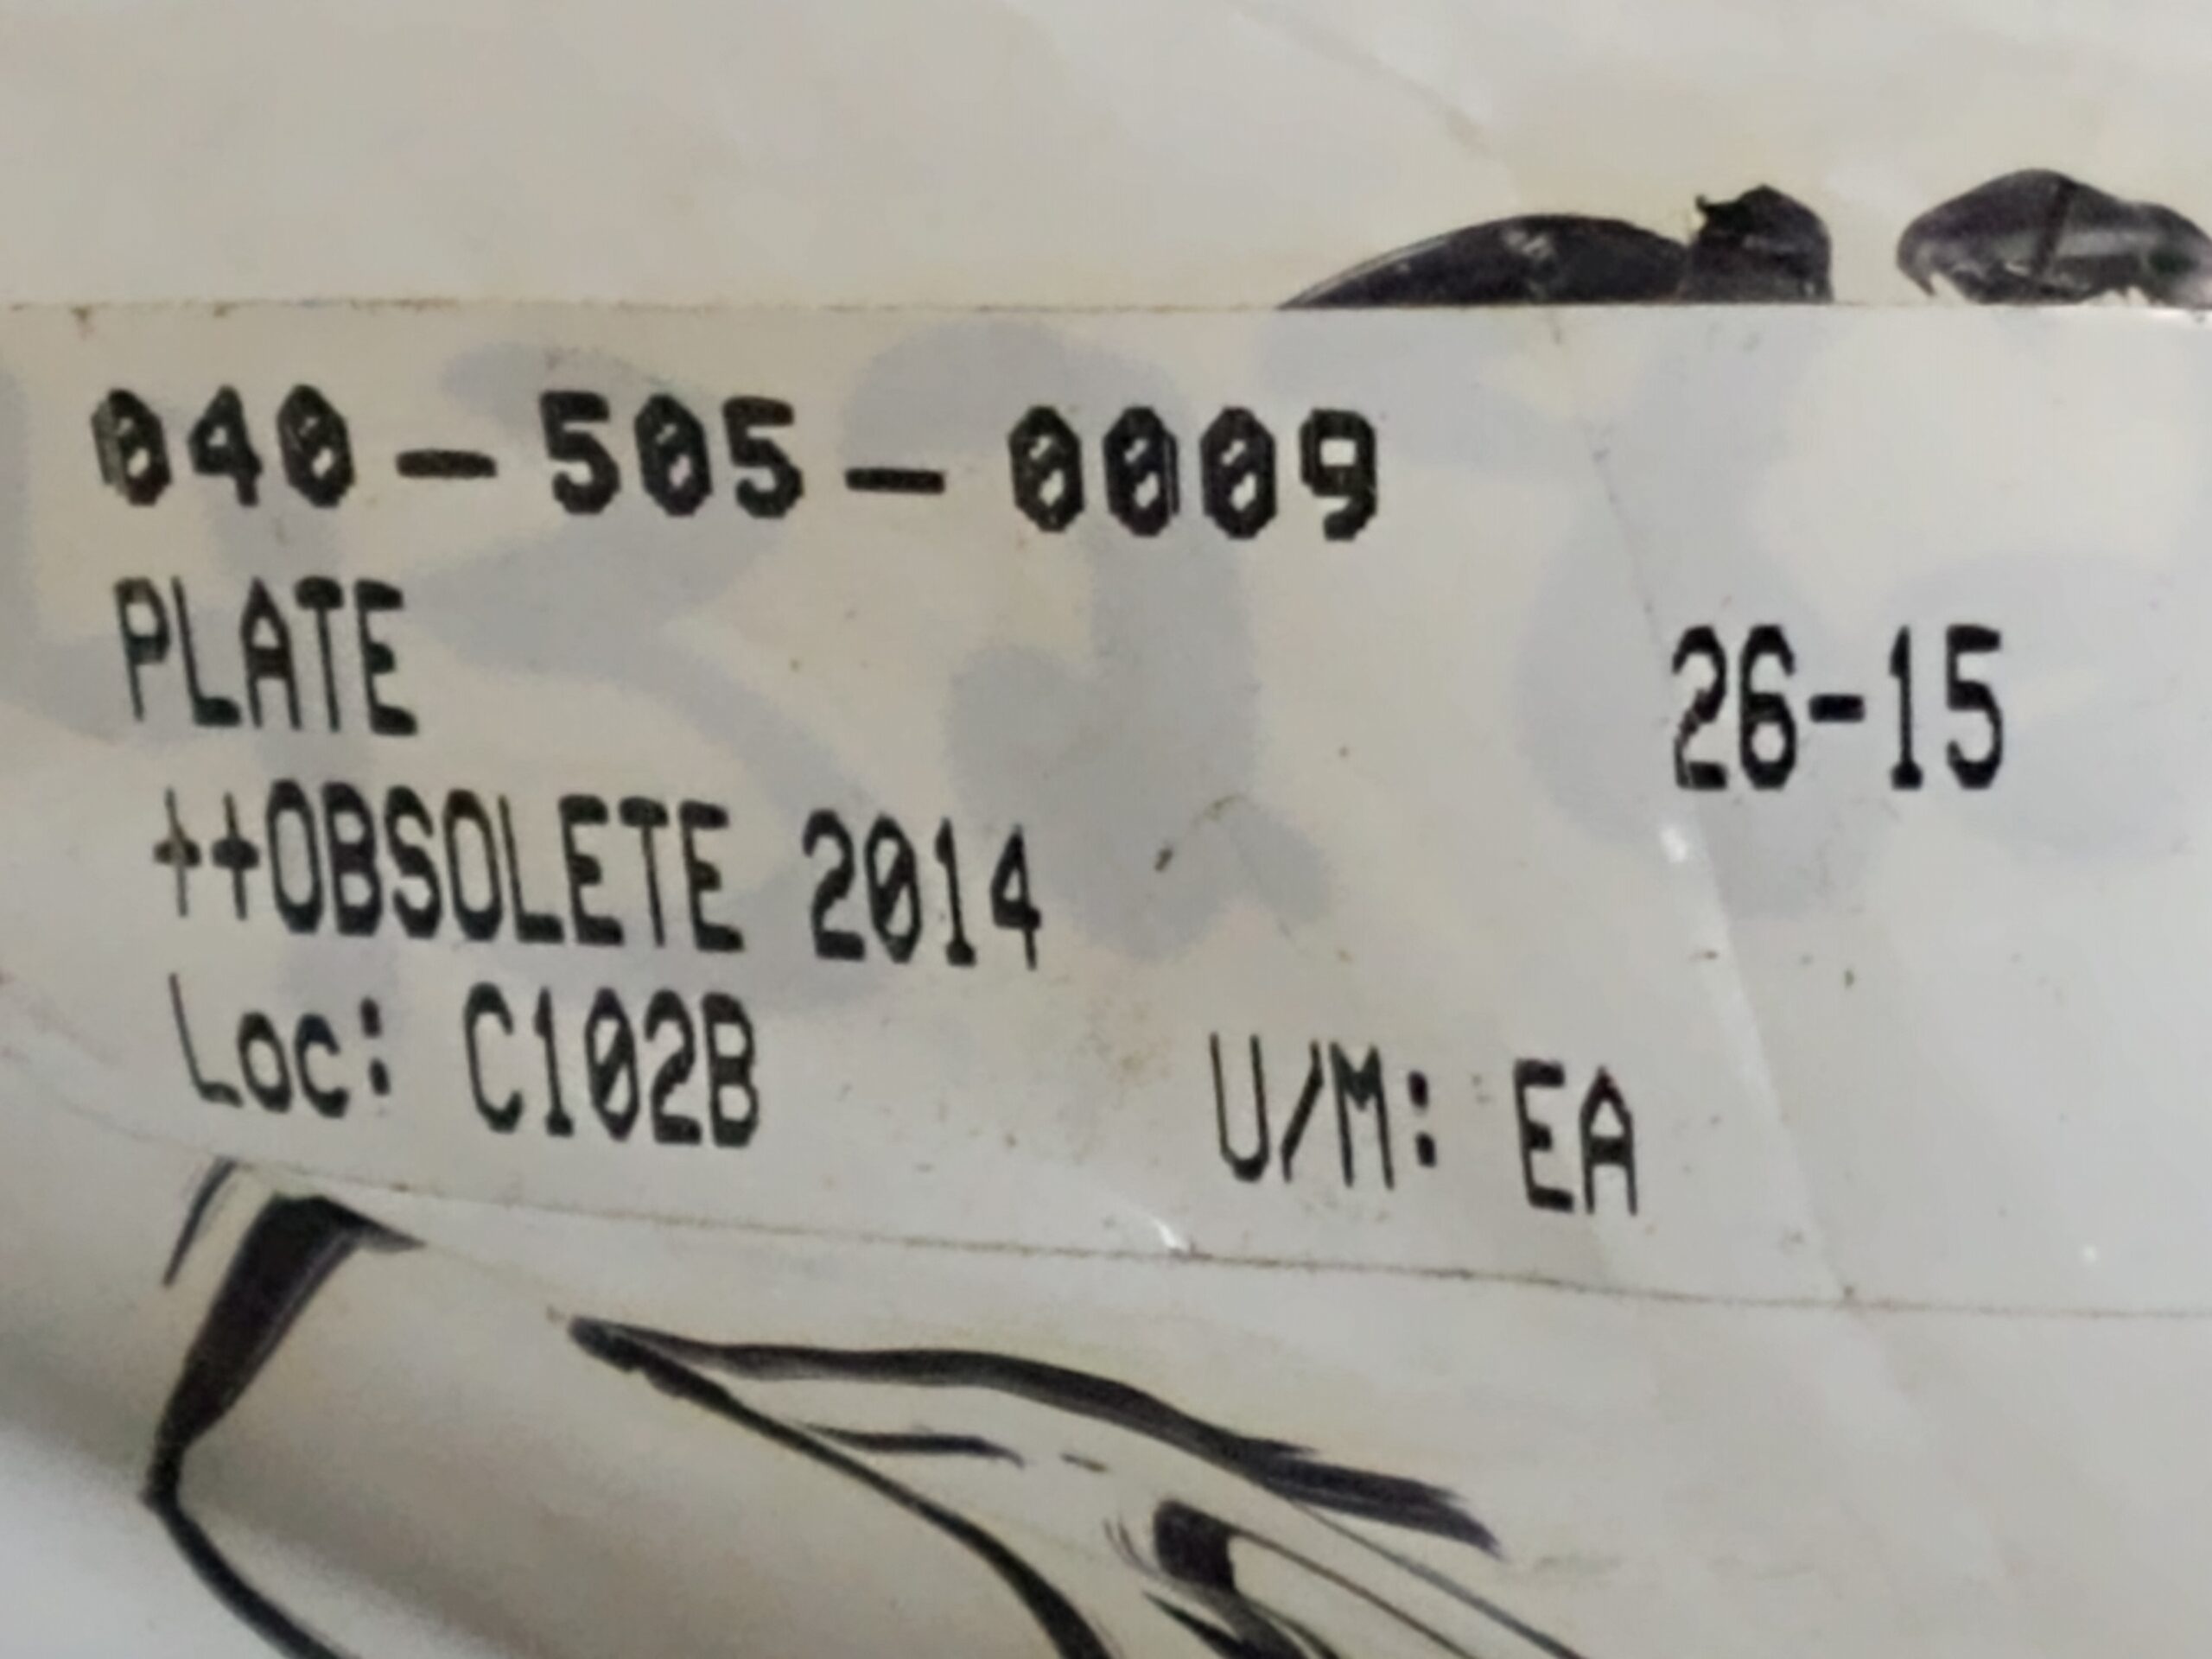 040-505-0009
PLATE
26-15
++OBSOLETE 2014
Loc: C102B U/M: EA